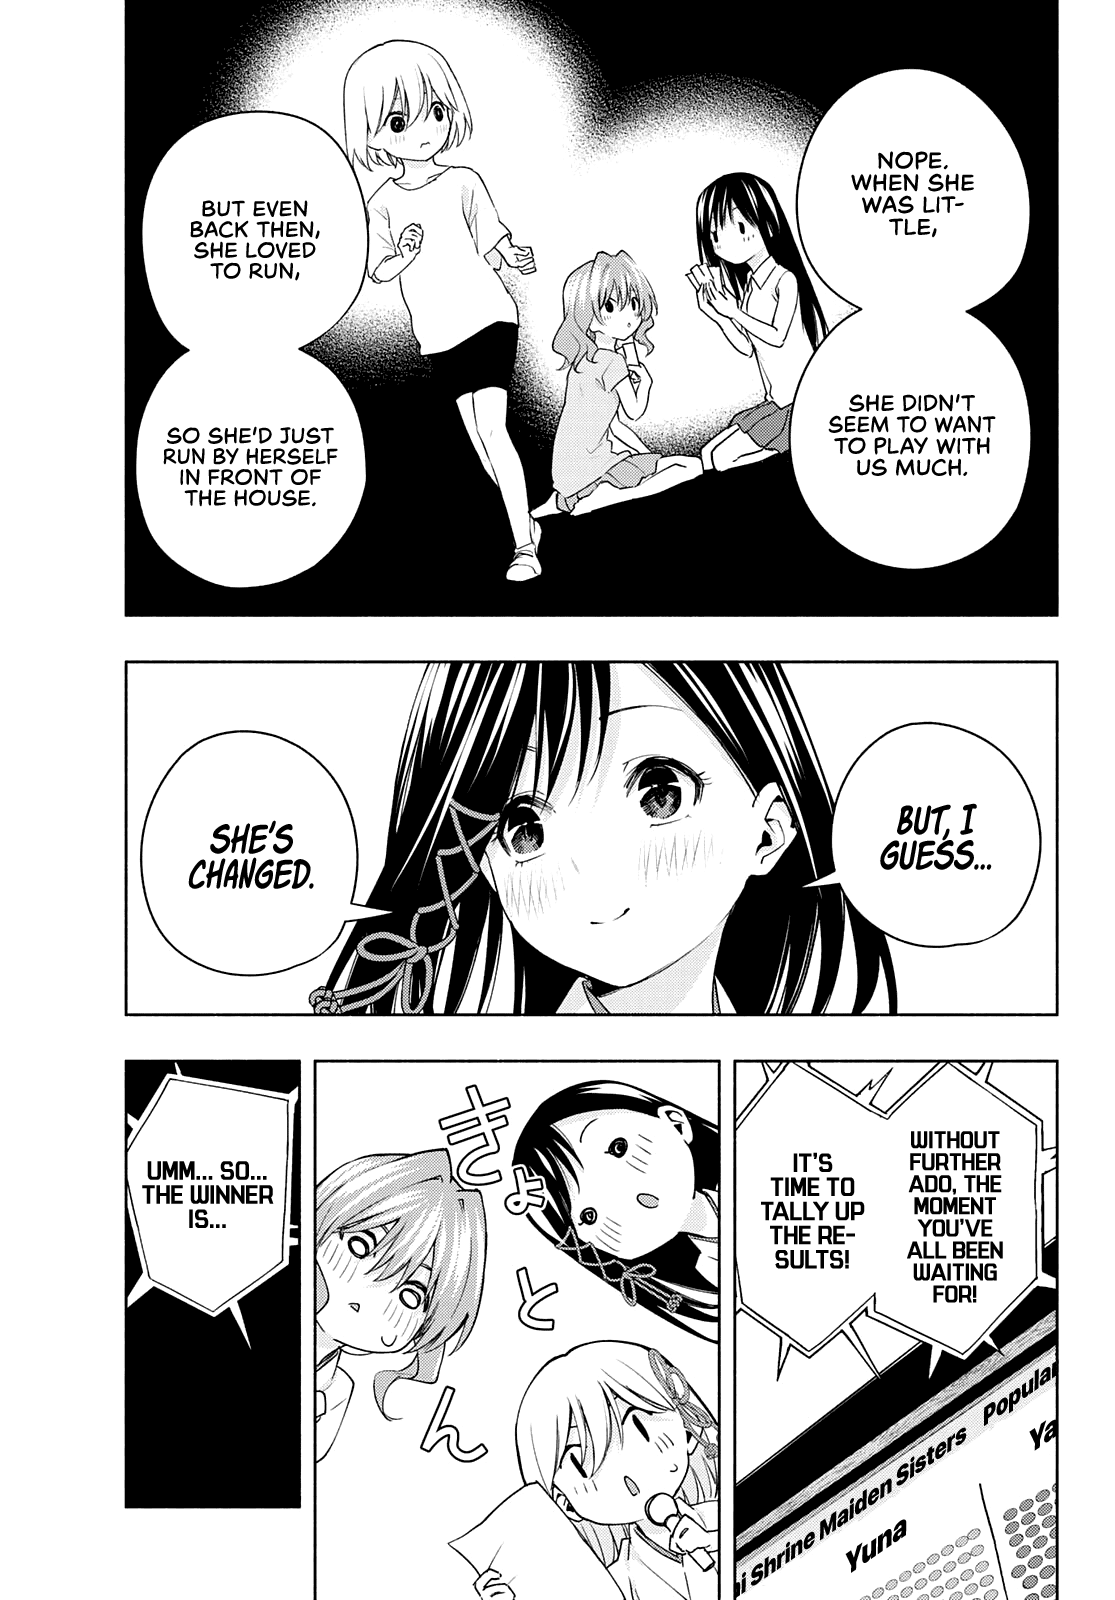 NOPE.
WHEN SHE
WAS LIT-
TLE,
SHE DIDN'T
SEEM TO WANT
TO PLAY WITH
US MUCH.
BUT EVEN
BACK THEN,
SHE LOVED
TO RUN,
SO SHE'D JUST
RUN BY HERSELF
IN FRONT OF
THE HOUSE.
BUT, I
GUESS...
SHE'S
CHANGED.
WITHOUT
FURTHER
ADO, THE
MOMENT
YOU'VE
ALL BEEN
WAITING
FOR!
IT'S
TIME TO
TALLY UP
THE RE-
SULTS!
Shrine Maiden Sisters
Yuna
きょとん
UMM... SO...
THE WINNER
IS...